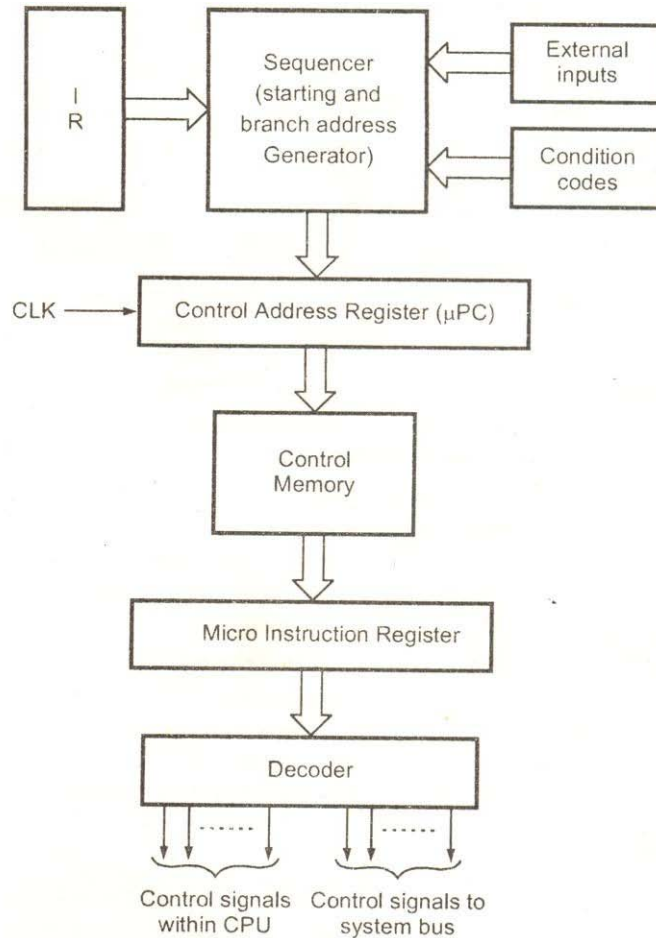 I
R
Sequencer
(starting and
branch address
Generator)
External
inputs
Condition
codes
CLK
Control Address Register (μPC)
Control
Memory
Micro Instruction Register
Decoder
Control signals
within CPU
Control signals to
system bus